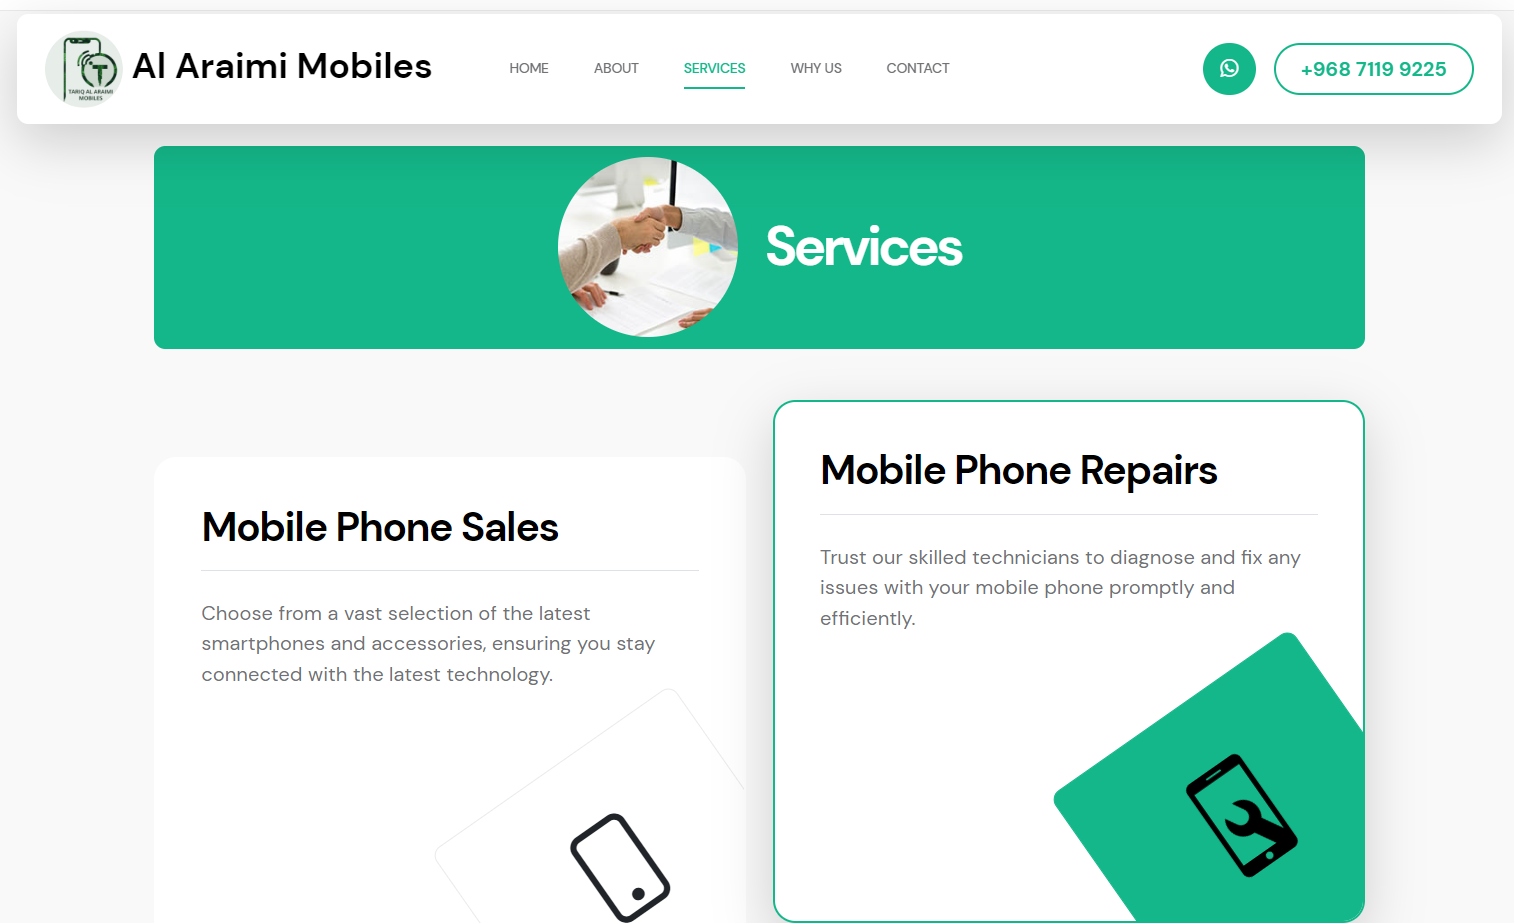 TARIQ AL ARAIMI
MOBILES
Al Araimi Mobiles
HOME
ABOUT
SERVICES
WHY US
CONTACT
+968 7119 9225
Services
Mobile Phone Sales
Choose from a vast selection of the latest
smartphones and accessories, ensuring you stay
connected with the latest technology.
Mobile Phone Repairs
Trust our skilled technicians to diagnose and fix any
issues with your mobile phone promptly and
efficiently.